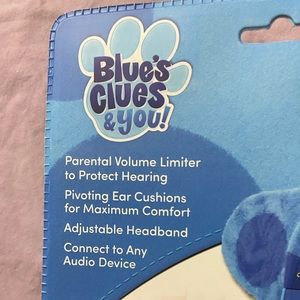 Blue's
Clues
& You!
Parental Volume Limiter
to Protect Hearing
Pivoting Ear Cushions
for Maximum Comfort
Adjustable Headband
Connect to Any
Audio Device